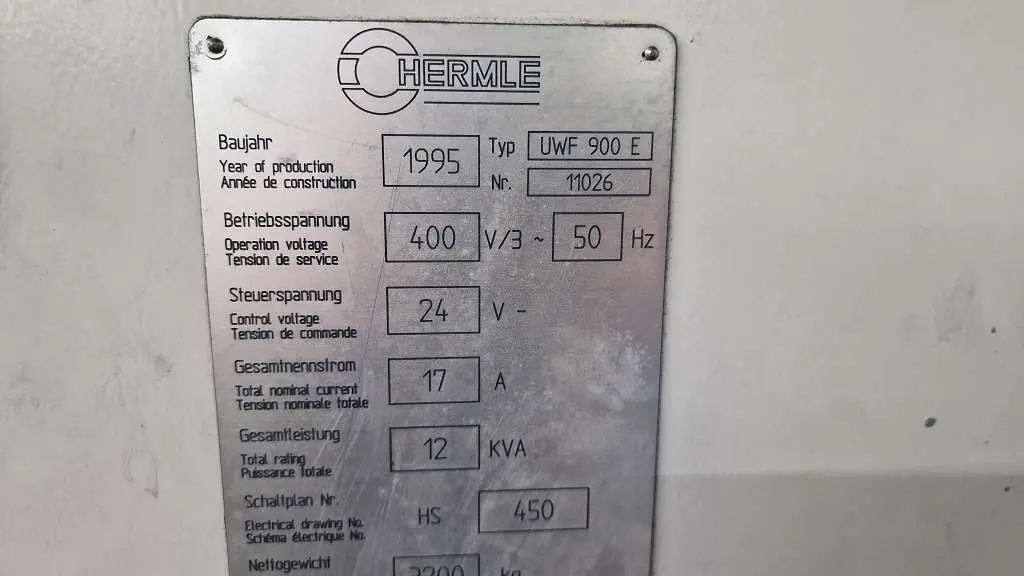 HERMLE
Baujahr
Year of production
Année de construction
1995
Typ UWF 900 E
Nr. 11026
Betriebsspannung
Operation voltage
Tension de service
400 V/3 ~ 50 Hz
Steuerspannung
Control voltage
Tension de commande
24 V -
Gesamtnennstrom
Total nominal current
Tension nominale totale
17 A
Gesamtleistung
Total rating
Puissance totale
12 KVA
Schaltplan Nr.
Electrical drawing No.
Schéma électrique No.
HS 450
Nettogewicht
kg